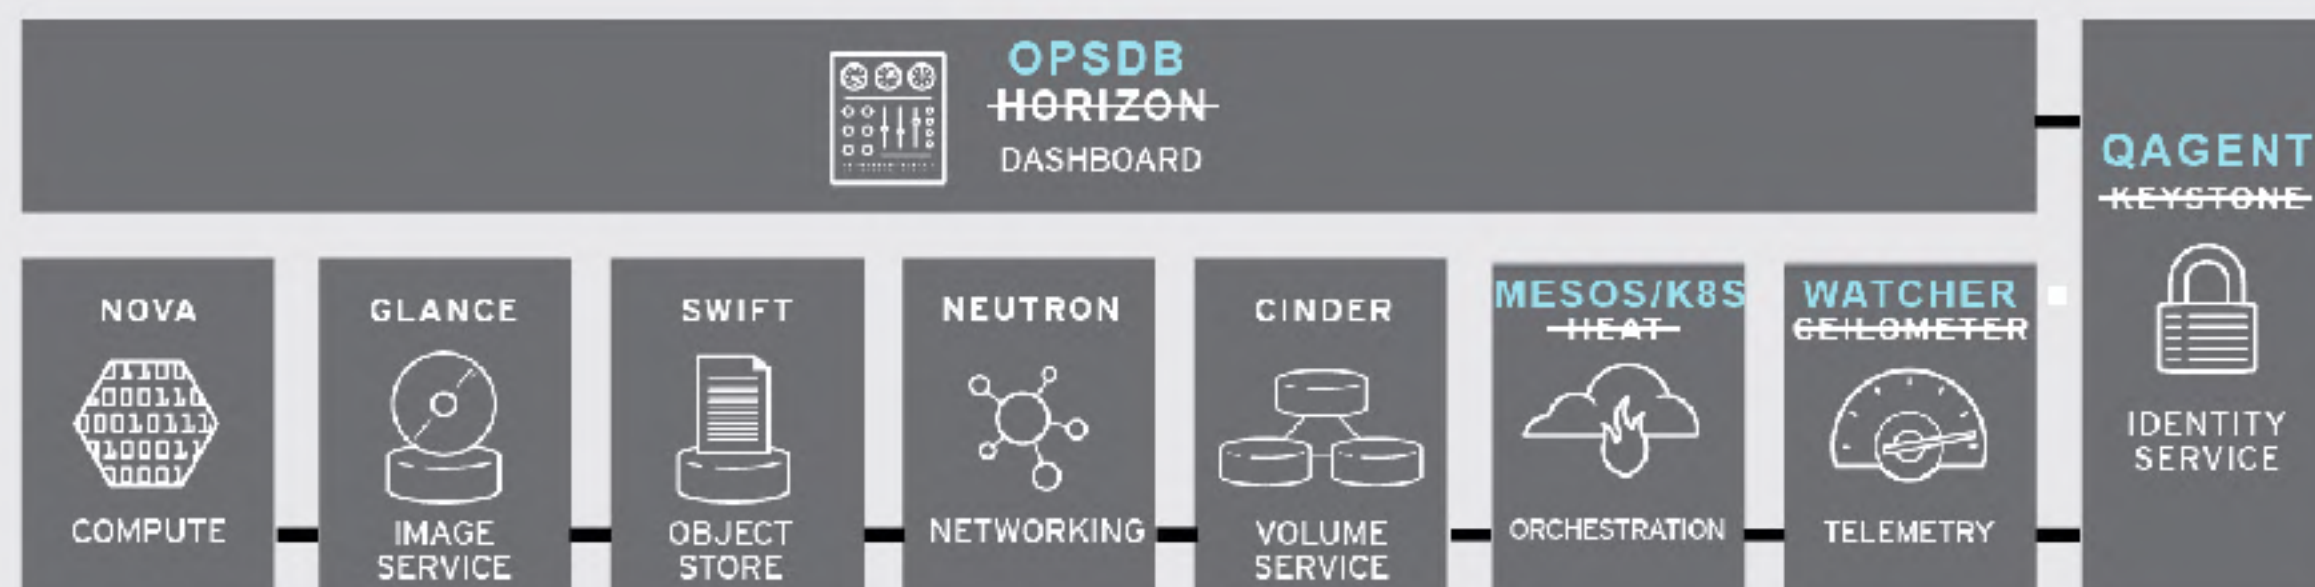 OPSDB
HORIZON
DASHBOARD
QAGENT
KEYSTONE
IDENTITY
SERVICE
NOVA
COMPUTE
GLANCE
IMAGE
SERVICE
SWIFT
OBJECT
STORE
NEUTRON
NETWORKING
CINDER
VOLUME
SERVICE
MESOS/K8S
HEAT
ORCHESTRATION
WATCHER
CEILOMETER
TELEMETRY